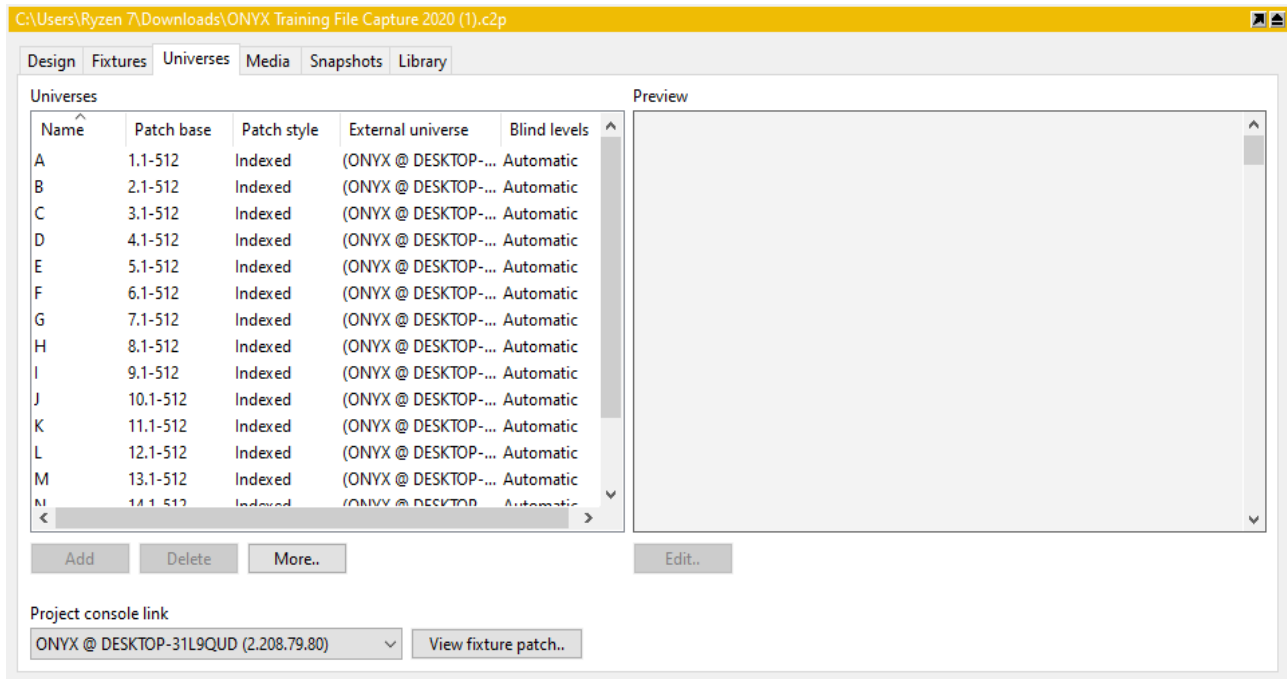 C:\Users\Ryzen 7\Downloads\ONYX Training File Capture 2020 (1).c2p
Design Fixtures Universes Media Snapshots Library
Universes Preview
Name Patch base Patch style External universe Blind levels
A 1.1-512 Indexed (ONYX @ DESKTOP-... Automatic
B 2.1-512 Indexed (ONYX @ DESKTOP-... Automatic
C 3.1-512 Indexed (ONYX @ DESKTOP-... Automatic
D 4.1-512 Indexed (ONYX @ DESKTOP-... Automatic
E 5.1-512 Indexed (ONYX @ DESKTOP-... Automatic
F 6.1-512 Indexed (ONYX @ DESKTOP-... Automatic
G 7.1-512 Indexed (ONYX @ DESKTOP-... Automatic
H 8.1-512 Indexed (ONYX @ DESKTOP-... Automatic
I 9.1-512 Indexed (ONYX @ DESKTOP-... Automatic
J 10.1-512 Indexed (ONYX @ DESKTOP-... Automatic
K 11.1-512 Indexed (ONYX @ DESKTOP-... Automatic
L 12.1-512 Indexed (ONYX @ DESKTOP-... Automatic
M 13.1-512 Indexed (ONYX @ DESKTOP-... Automatic
N 14.1-512 Indexed (ONYX @ DESKTOP-... Automatic
Add Delete More.. Edit..
Project console link
ONYX @ DESKTOP-31L9QUD (2.208.79.80) View fixture patch..